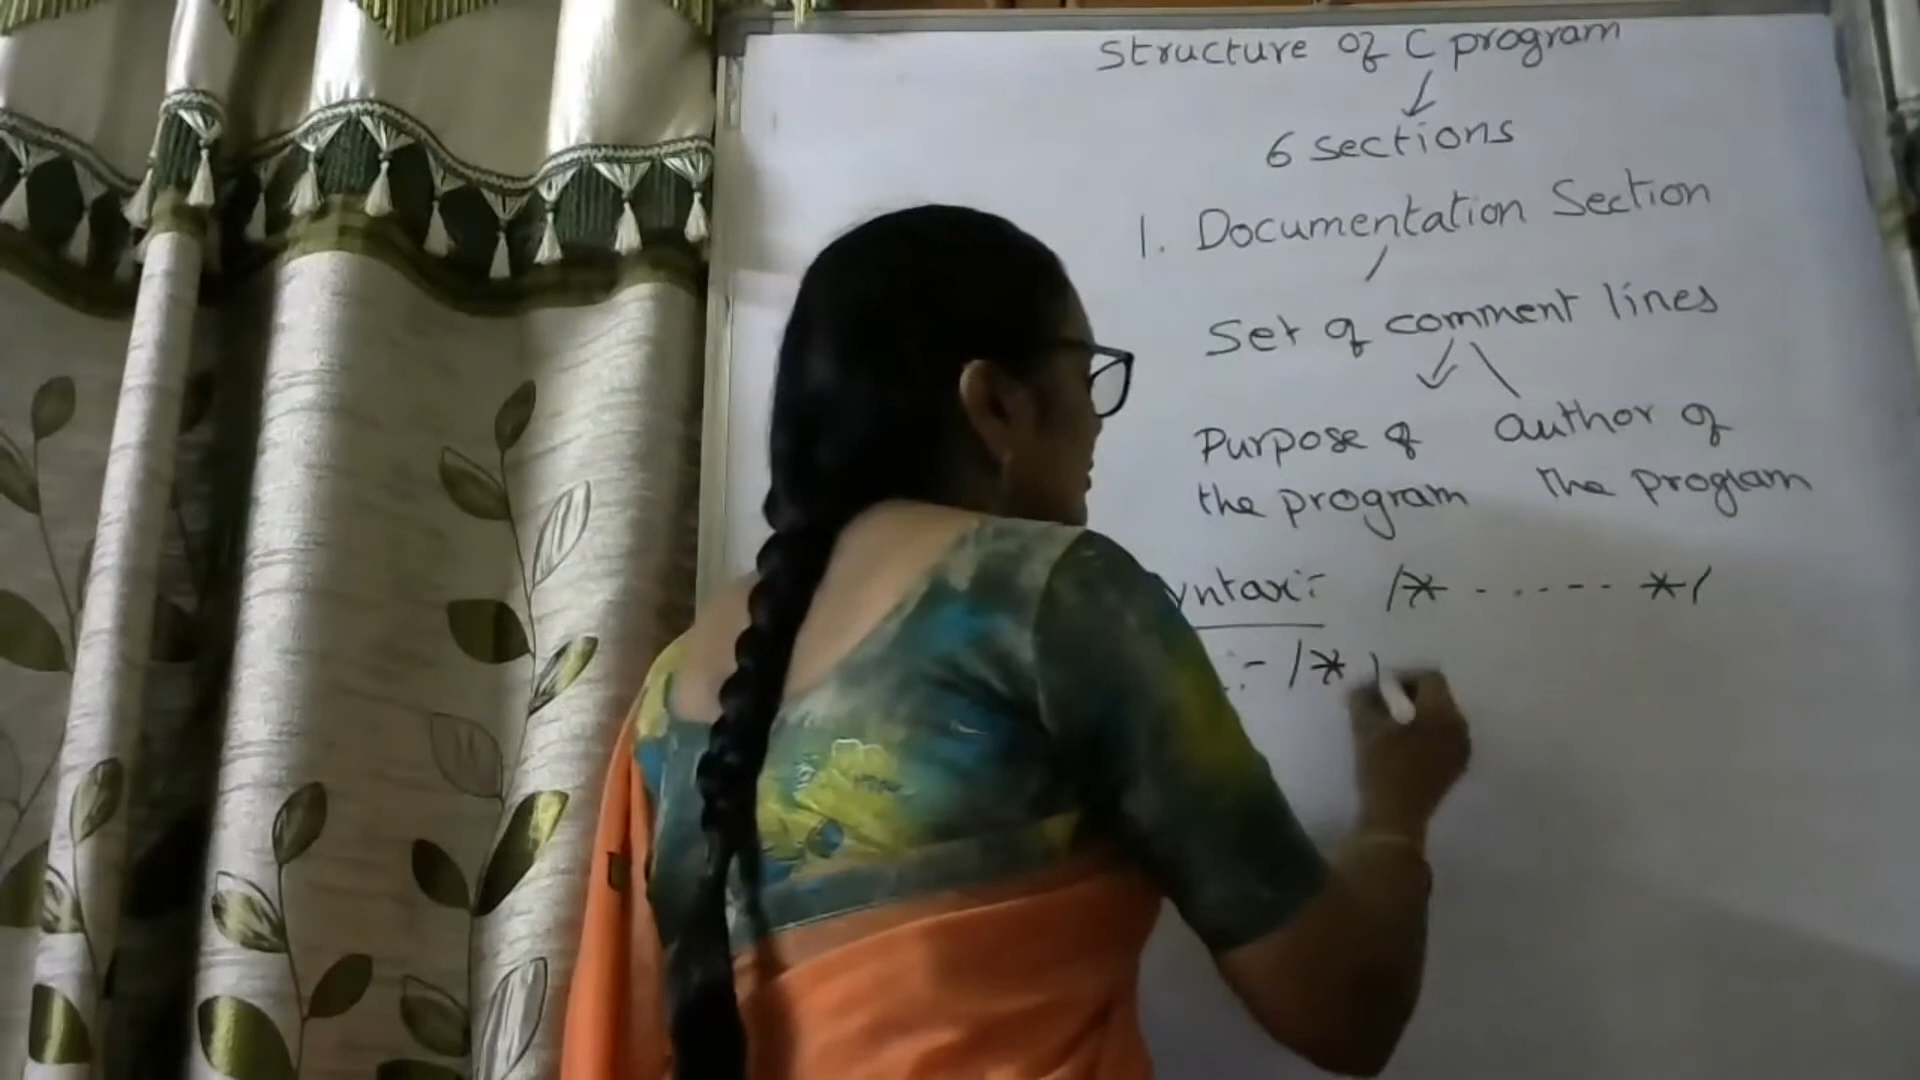 Structure of C program
6 sections
1. Documentation Section
Set of comment lines
Purpose of author of
the program the program
yntax:- /* - - - - - - */
:- /*